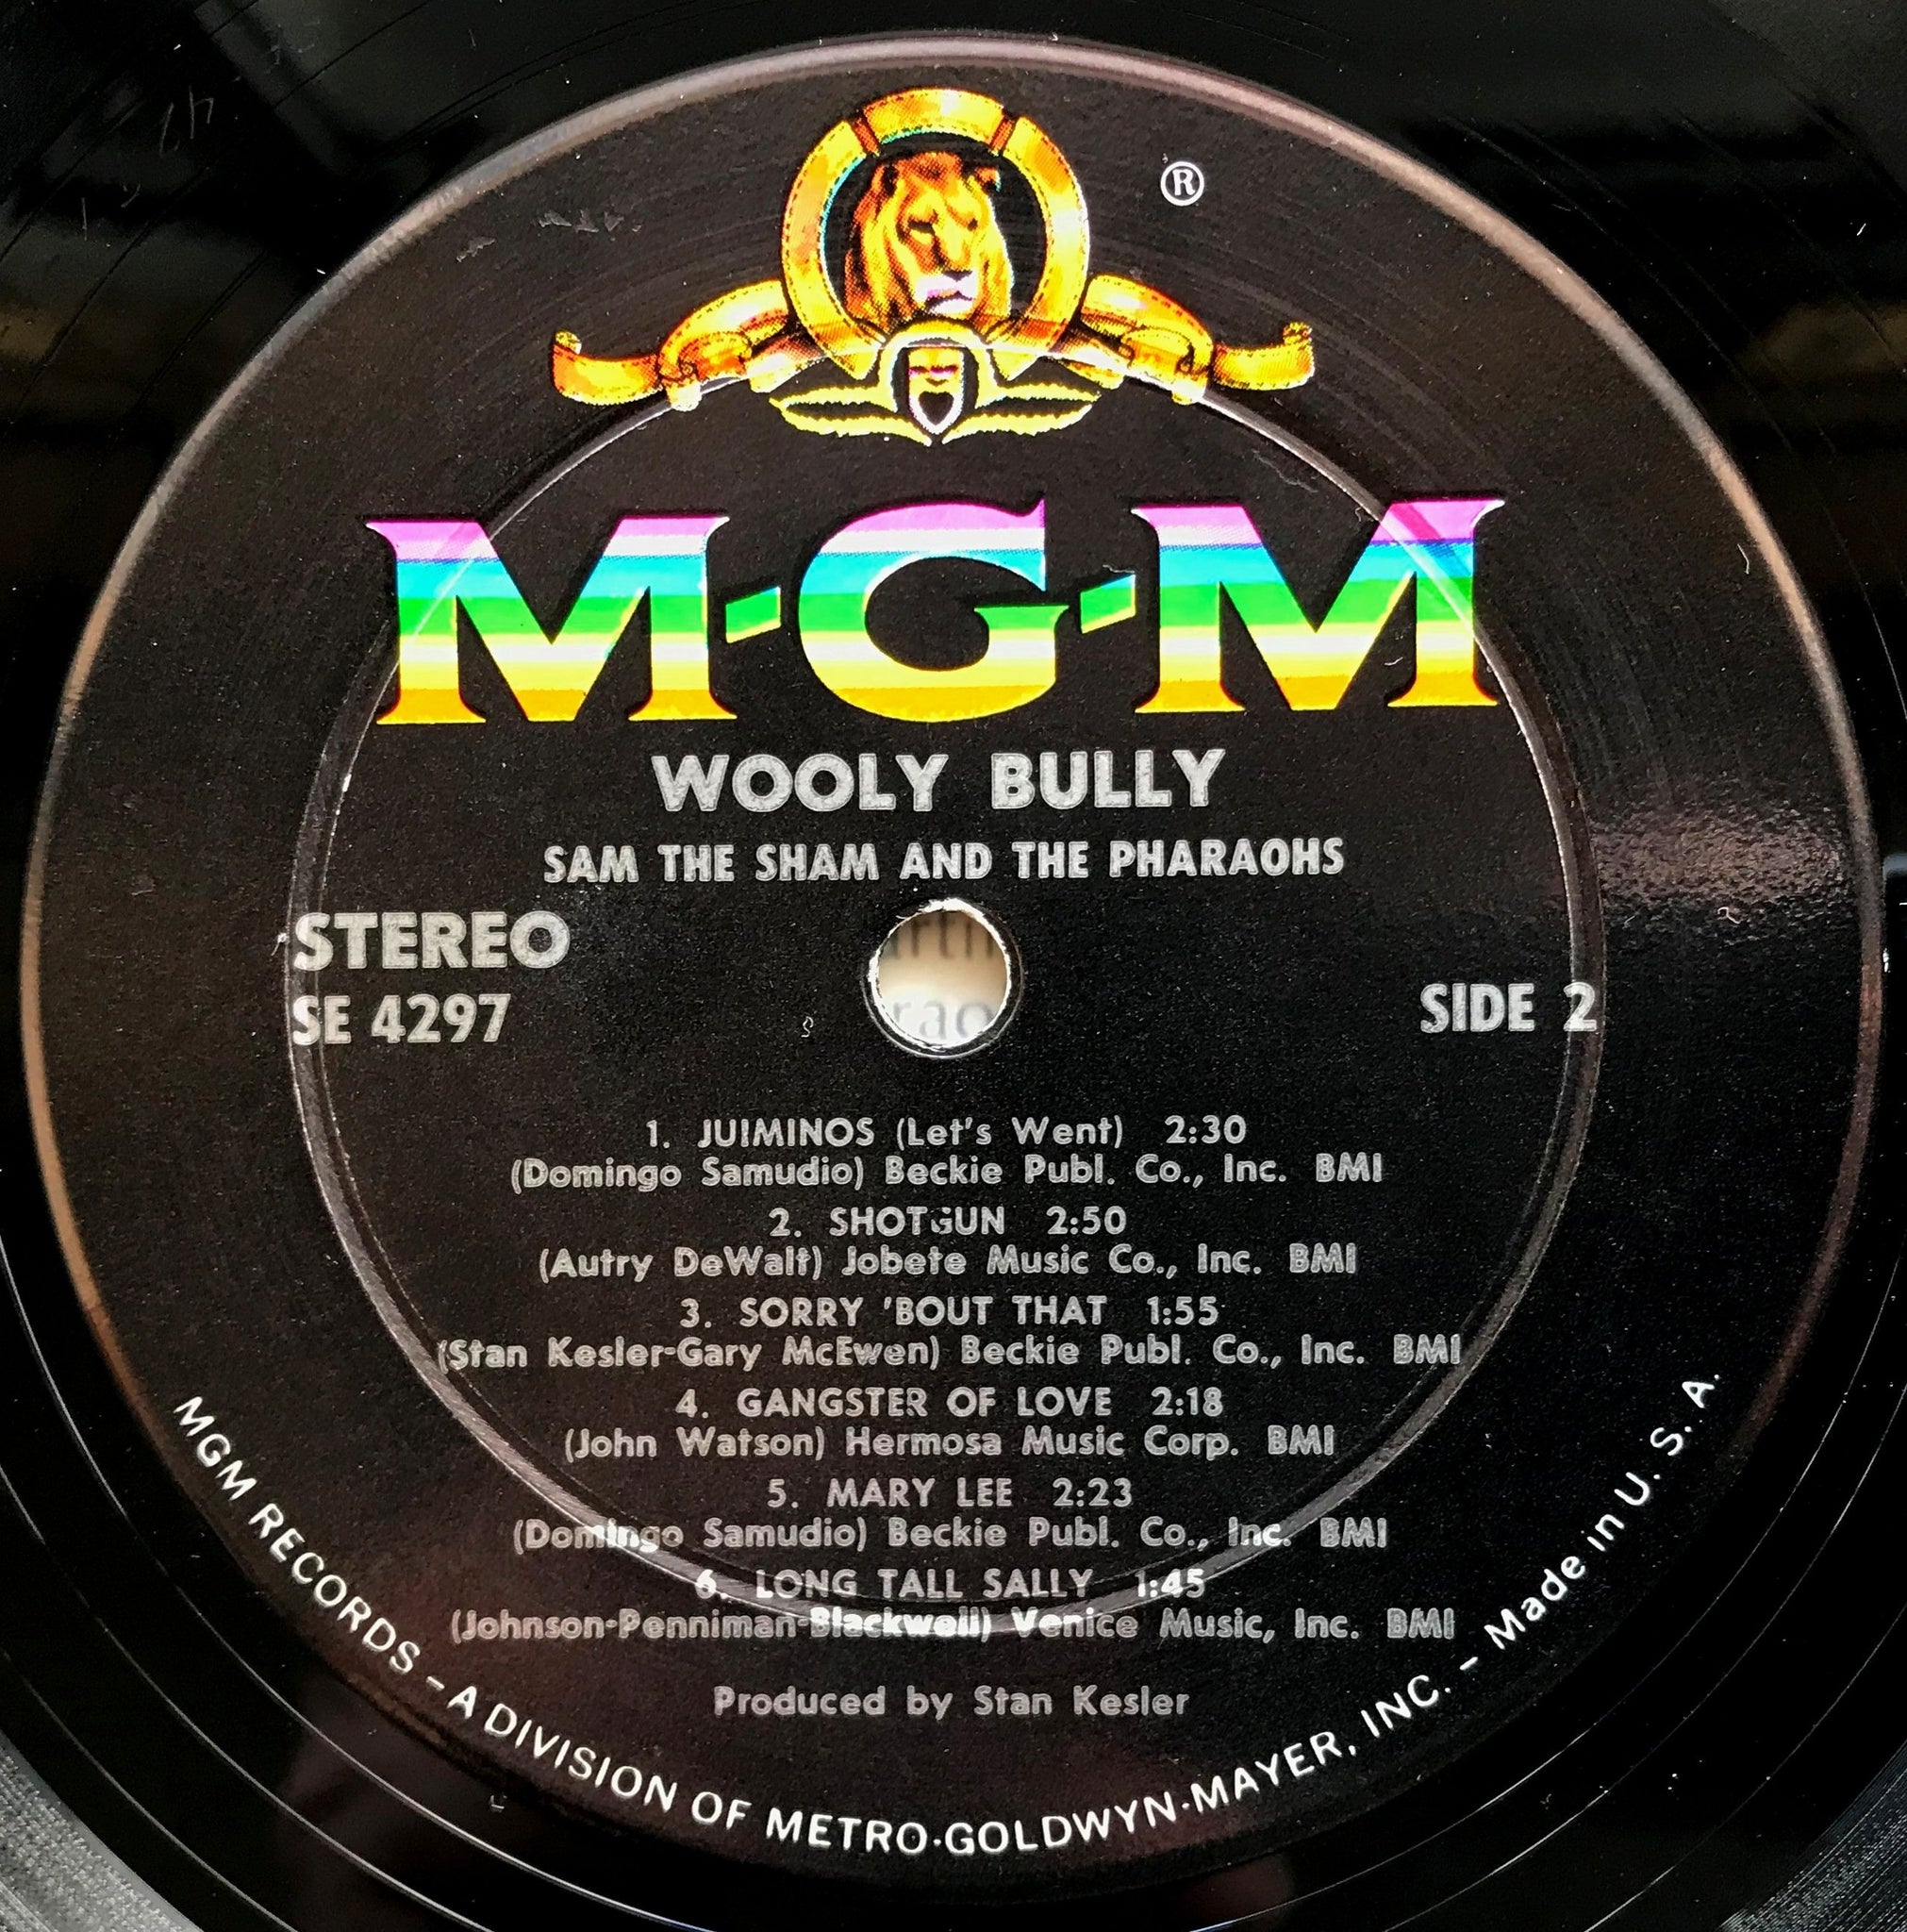 ®
M-G-M
WOOLY BULLY
SAM THE SHAM AND THE PHARAOHS
STEREO
SE 4297
SIDE 2
1. JUIMINOS (Let's Went) 2:30
(Domingo Samudio) Beckie Publ. Co., Inc. BMI
2. SHOTGUN 2:50
(Autry DeWalt) Jobete Music Co., Inc. BMI
3. SORRY 'BOUT THAT 1:55
(Stan Kesler-Gary McEwen) Beckie Publ. Co., Inc. BMI
4. GANGSTER OF LOVE 2:18
(John Watson) Hermosa Music Corp. BMI
5. MARY LEE 2:23
(Domingo Samudio) Beckie Publ. Co., Inc. BMI
6. LONG TALL SALLY 1:45
(Johnson-Penniman-Blackwell) Venice Music, Inc. BMI
Produced by Stan Kesler
MGM RECORDS – A DIVISION OF METRO-GOLDWYN-MAYER, INC. – Made in U. S. A.